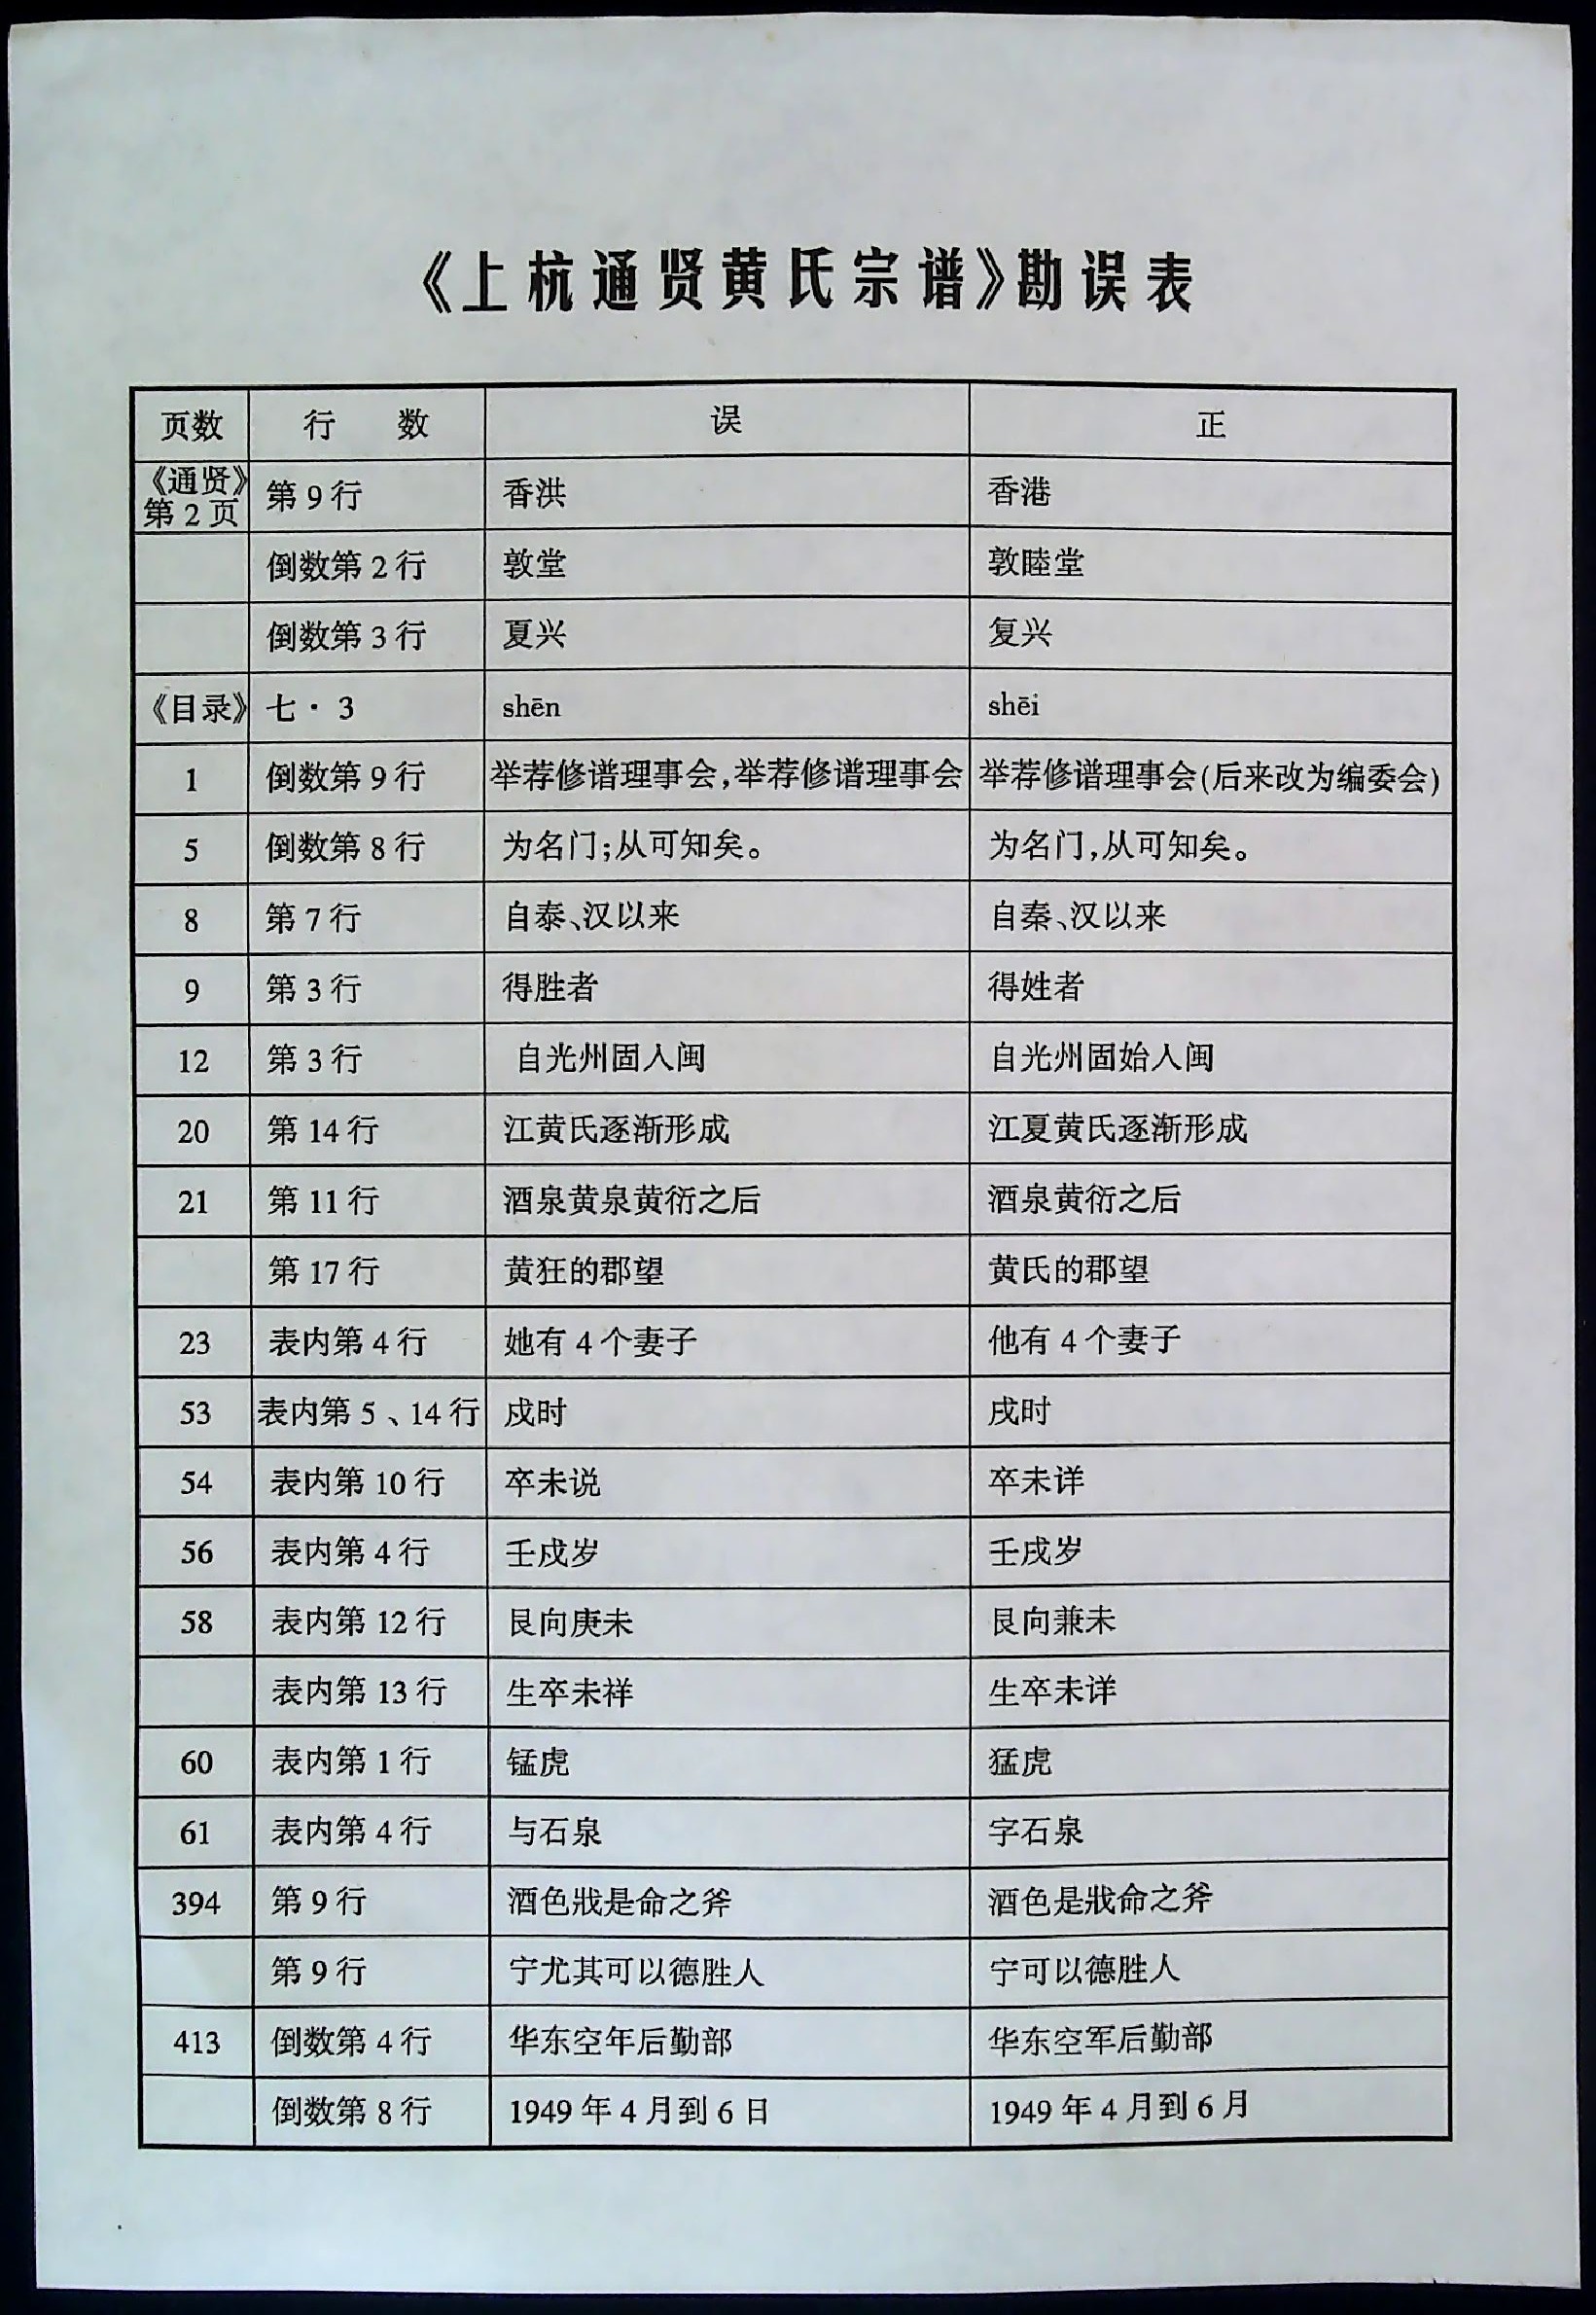 《上杭通贤黄氏宗谱》勘误表
页数 行 数 误 正
《通贤》第2页 第9行 香洪 香港
倒数第2行 敦堂 敦睦堂
倒数第3行 夏兴 复兴
《目录》 七·3 shēn shēi
1 倒数第9行 举荐修谱理事会,举荐修谱理事会 举荐修谱理事会(后来改为编委会)
5 倒数第8行 为名门;从可知矣。 为名门,从可知矣。
8 第7行 自泰、汉以来 自秦、汉以来
9 第3行 得胜者 得姓者
12 第3行 自光州固入闽 自光州固始入闽
20 第14行 江黄氏逐渐形成 江夏黄氏逐渐形成
21 第11行 酒泉黄泉黄衍之后 酒泉黄衍之后
第17行 黄狂的郡望 黄氏的郡望
23 表内第4行 她有4个妻子 他有4个妻子
53 表内第5、14行 戍时 戌时
54 表内第10行 卒未说 卒未详
56 表内第4行 壬戍岁 壬戌岁
58 表内第12行 艮向庚未 艮向兼未
表内第13行 生卒未祥 生卒未详
60 表内第1行 锰虎 猛虎
61 表内第4行 与石泉 字石泉
394 第9行 酒色戕是命之斧 酒色是戕命之斧
第9行 宁尤其可以德胜人 宁可以德胜人
413 倒数第4行 华东空年后勤部 华东空军后勤部
倒数第8行 1949年4月到6日 1949年4月到6月